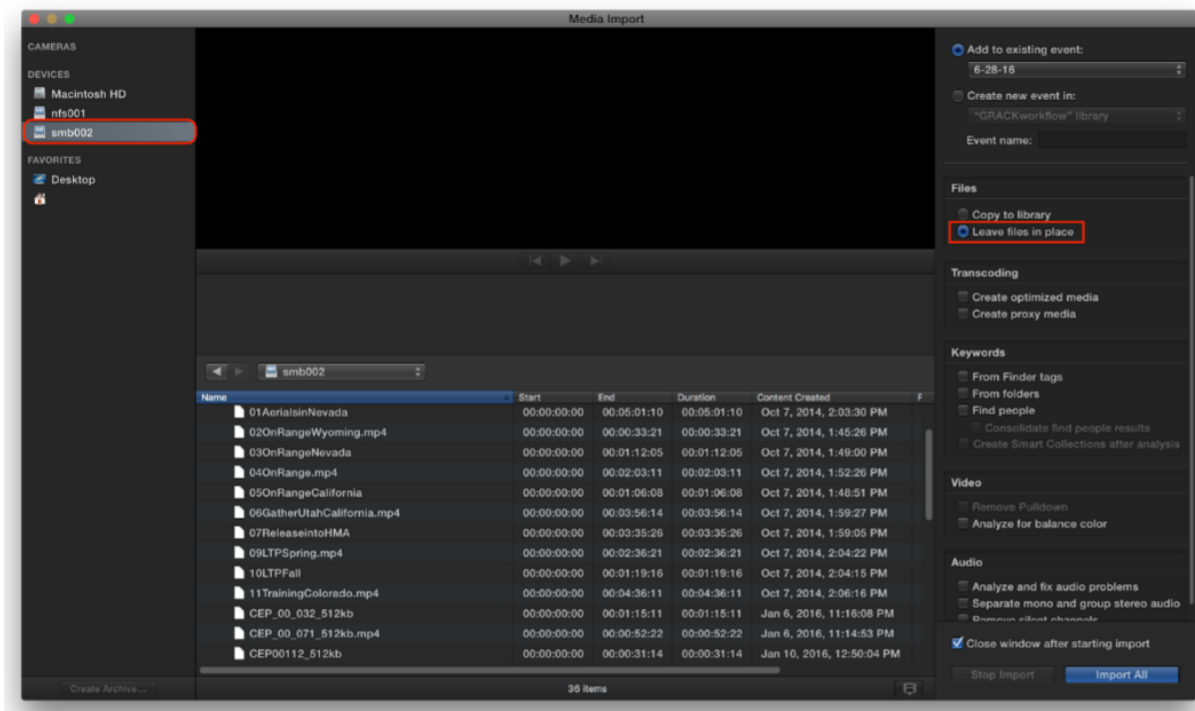 Media Import
CAMERAS
DEVICES
Macintosh HD
nfs001
smb002
FAVORITES
Desktop
Add to existing event:
6-28-16
Create new event in:
"GRACKworkflow" library
Event name:
Files
Copy to library
Leave files in place
Transcoding
Create optimized media
Create proxy media
Keywords
From Finder tags
From folders
Find people
Consolidate find people results
Create Smart Collections after analysis
Video
Remove Pulldown
Analyze for balance color
Audio
Analyze and fix audio problems
Separate mono and group stereo audio
Remove silent channels
Close window after starting import
Stop Import Import All
smb002
Name Start End Duration Content Created F
01AerialsinNevada 00:00:00:00 00:05:01:10 00:05:01:10 Oct 7, 2014, 2:03:30 PM
02OnRangeWyoming.mp4 00:00:00:00 00:00:33:21 00:00:33:21 Oct 7, 2014, 1:45:26 PM
03OnRangeNevada 00:00:00:00 00:01:12:05 00:01:12:05 Oct 7, 2014, 1:49:00 PM
04OnRange.mp4 00:00:00:00 00:02:03:11 00:02:03:11 Oct 7, 2014, 1:52:26 PM
05OnRangeCalifornia 00:00:00:00 00:01:06:08 00:01:06:08 Oct 7, 2014, 1:48:51 PM
06GatherUtahCalifornia.mp4 00:00:00:00 00:03:56:14 00:03:56:14 Oct 7, 2014, 1:59:27 PM
07ReleaseintoHMA 00:00:00:00 00:03:35:26 00:03:35:26 Oct 7, 2014, 1:59:05 PM
09LTPSpring.mp4 00:00:00:00 00:02:36:21 00:02:36:21 Oct 7, 2014, 2:04:22 PM
10LTPFall 00:00:00:00 00:01:19:16 00:01:19:16 Oct 7, 2014, 2:04:15 PM
11TrainingColorado.mp4 00:00:00:00 00:04:36:11 00:04:36:11 Oct 7, 2014, 2:06:16 PM
CEP_00_032_512kb 00:00:00:00 00:01:15:11 00:01:15:11 Jan 6, 2016, 11:16:08 PM
CEP_00_071_512kb.mp4 00:00:00:00 00:00:52:22 00:00:52:22 Jan 6, 2016, 11:14:53 PM
CEP00112_512kb 00:00:00:00 00:00:31:14 00:00:31:14 Jan 10, 2016, 12:50:04 PM
Create Archive...
36 items